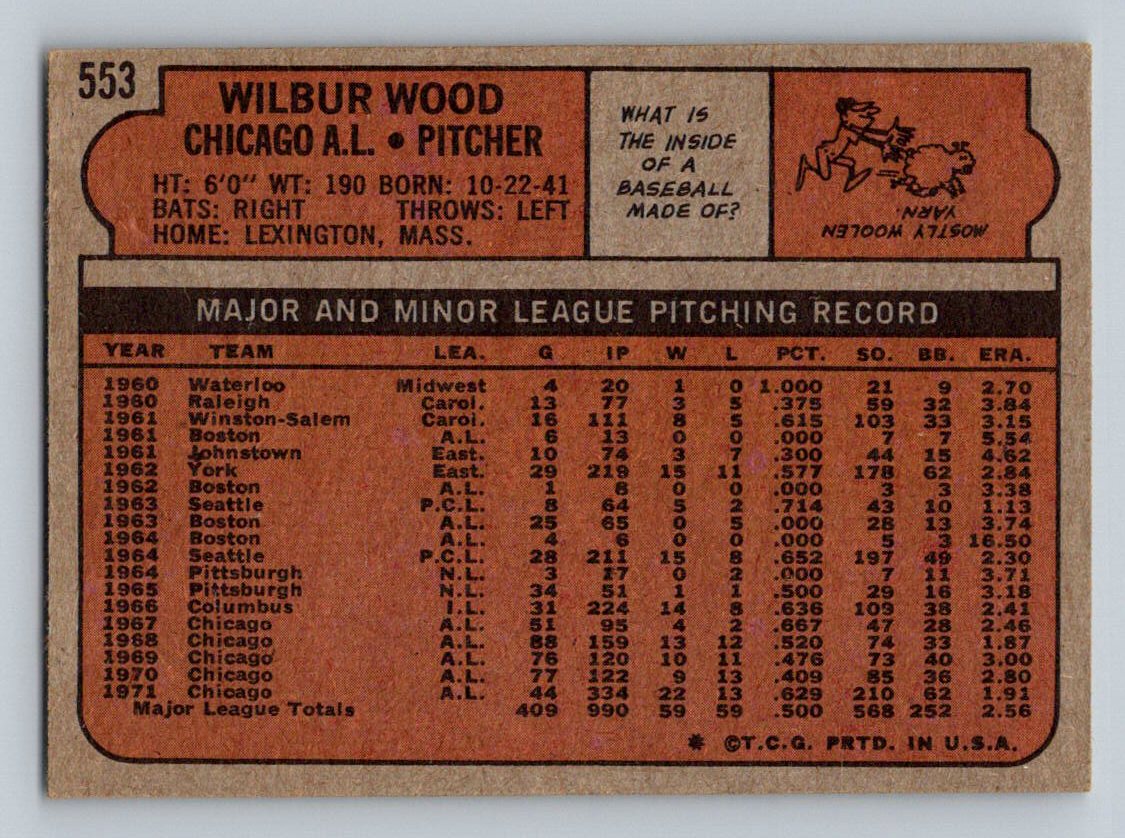 553
WILBUR WOOD
CHICAGO A.L. • PITCHER
HT: 6'0" WT: 190 BORN: 10-22-41
BATS: RIGHT THROWS: LEFT
HOME: LEXINGTON, MASS.
WHAT IS
THE INSIDE
OF A
BASEBALL
MADE OF?
MOSTLY WOOLEN
YARN.
MAJOR AND MINOR LEAGUE PITCHING RECORD
YEAR TEAM LEA. G IP W L PCT. SO. BB. ERA.
1960 Waterloo Midwest 4 20 1 0 1.000 21 9 2.70
1960 Raleigh Carol. 13 77 3 5 .375 59 32 3.84
1961 Winston-Salem Carol. 16 111 8 5 .615 103 33 3.15
1961 Boston A.L. 6 13 0 0 .000 7 7 5.54
1961 Johnstown East. 10 74 3 7 .300 44 15 4.62
1962 York East. 29 219 15 11 .577 178 62 2.84
1962 Boston A.L. 1 8 0 0 .000 3 3 3.38
1963 Seattle P.C.L. 8 64 5 2 .714 43 10 1.13
1963 Boston A.L. 25 65 0 5 .000 28 13 3.74
1964 Boston A.L. 4 6 0 0 .000 5 3 16.50
1964 Seattle P.C.L. 28 211 15 8 .652 197 49 2.30
1964 Pittsburgh N.L. 3 17 0 2 .000 7 11 3.71
1965 Pittsburgh N.L. 34 51 1 1 .500 29 16 3.18
1966 Columbus I.L. 31 224 14 8 .636 109 38 2.41
1967 Chicago A.L. 51 95 4 2 .667 47 28 2.46
1968 Chicago A.L. 88 159 13 12 .520 74 33 1.87
1969 Chicago A.L. 76 120 10 11 .476 73 40 3.00
1970 Chicago A.L. 77 122 9 13 .409 85 36 2.80
1971 Chicago A.L. 44 334 22 13 .629 210 62 1.91
Major League Totals 409 990 59 59 .500 568 252 2.56
* ©T.C.G. PRTD. IN U.S.A.